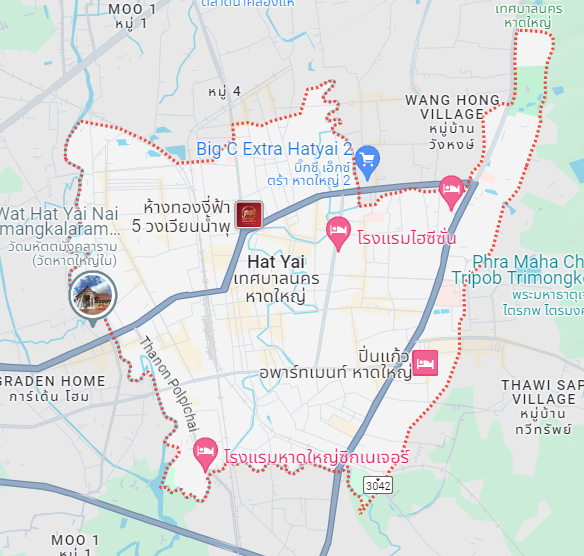 ตลาดน้ำคลองแห
MOO 1
หมู่ 1
เทศบาลนคร
หาดใหญ่
หมู่ 4
WANG HONG
VILLAGE
หมู่บ้าน
วังหงษ์
Big C Extra Hatyai 2
บิ๊กซี เอ็กซ์
ตร้า หาดใหญ่ 2
Wat Hat Yai Nai
mangkalaram...
วัดมหัตตมังคลาราม
(วัดหาดใหญ่ใน)
ห้างทองจี่ฟ้า
5 วงเวียนน้ำพุ
โรงแรมไฮซีซั่น
Hat Yai
เทศบาลนคร
หาดใหญ่
Phra Maha Ch
Tripob Trimongko
พระมหาธาตุเจ
ไตรภพ ไตรมงค
Thanon Polpichai
ปิ่นแก้ว
อพาร์ทเมนท์ หาดใหญ่
GRADEN HOME
การ์เด้น โฮม
THAWI SAP
VILLAGE
หมู่บ้าน
ทวีทรัพย์
โรงแรมหาดใหญ่ซิกเนเจอร์
3042
MOO 1
หมู่ 1